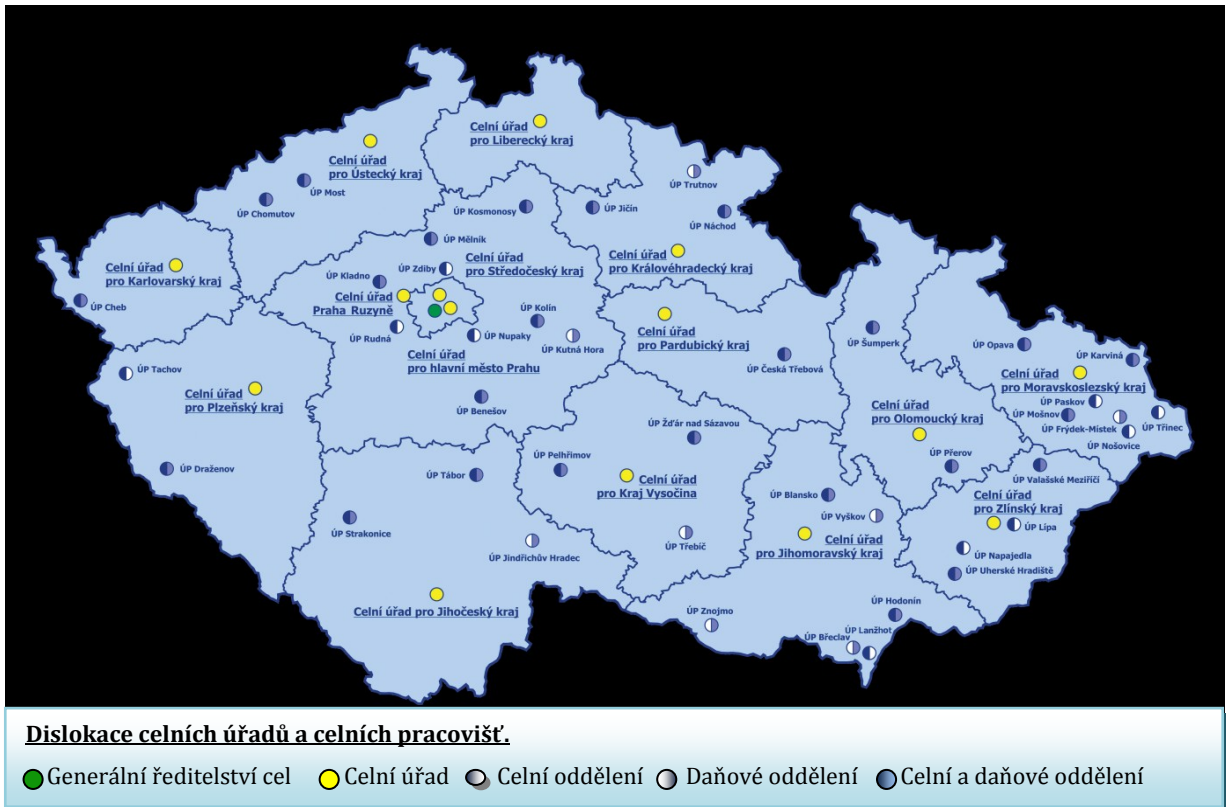 Celní úřad
pro Liberecký kraj
Celní úřad
pro Ústecký kraj
ÚP Most
ÚP Chomutov
ÚP Trutnov
ÚP Kosmonosy
ÚP Jičín
ÚP Náchod
ÚP Mělník
Celní úřad
pro Středočeský kraj
Celní úřad
pro Královéhradecký kraj
Celní úřad
pro Karlovarský kraj
ÚP Zdiby
ÚP Kladno
ÚP Cheb
Celní úřad
Praha Ruzyně
ÚP Rudná
ÚP Kolín
ÚP Nupaky
ÚP Kutná Hora
Celní úřad
pro hlavní město Prahu
Celní úřad
pro Pardubický kraj
ÚP Česká Třebová
ÚP Šumperk
ÚP Opava
ÚP Karviná
Celní úřad
pro Moravskoslezský kraj
ÚP Paskov
ÚP Mošnov
ÚP Frýdek-Místek
ÚP Třinec
ÚP Nošovice
ÚP Tachov
Celní úřad
pro Plzeňský kraj
ÚP Benešov
ÚP Žďár nad Sázavou
Celní úřad
pro Olomoucký kraj
ÚP Přerov
ÚP Valašské Meziříčí
ÚP Draženov
ÚP Tábor
ÚP Pelhřimov
Celní úřad
pro Kraj Vysočina
ÚP Blansko
ÚP Vyškov
Celní úřad
pro Zlínský kraj
ÚP Lípa
ÚP Strakonice
ÚP Jindřichův Hradec
ÚP Třebíč
Celní úřad
pro Jihomoravský kraj
ÚP Napajedla
ÚP Uherské Hradiště
Celní úřad pro Jihočeský kraj
ÚP Znojmo
ÚP Hodonín
ÚP Lanžhot
ÚP Břeclav
Dislokace celních úřadů a celních pracovišť.
Generální ředitelství cel Celní úřad Celní oddělení Daňové oddělení Celní a daňové oddělení